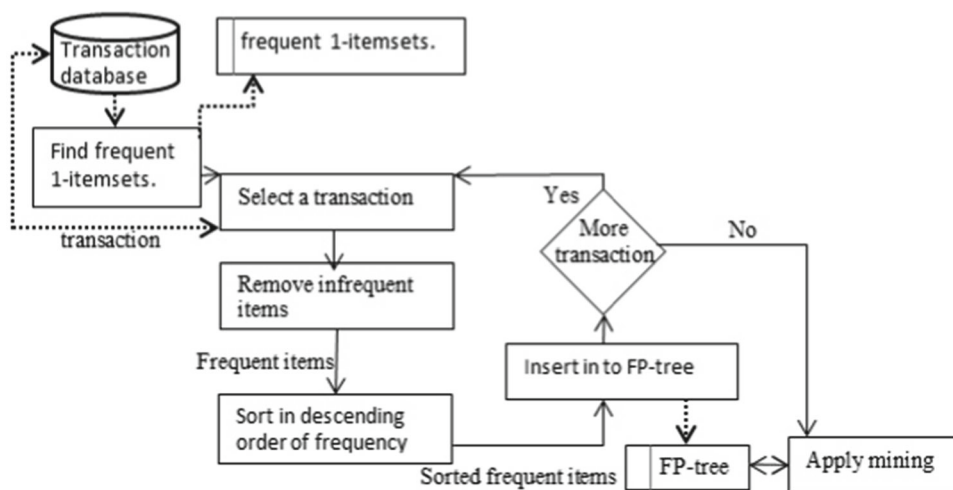 Transaction
database
frequent 1-itemsets.
Find frequent
1-itemsets.
Select a transaction
transaction
Yes
More
transaction
No
Remove infrequent
items
Frequent items
Insert in to FP-tree
Sort in descending
order of frequency
Sorted frequent items
FP-tree
Apply mining